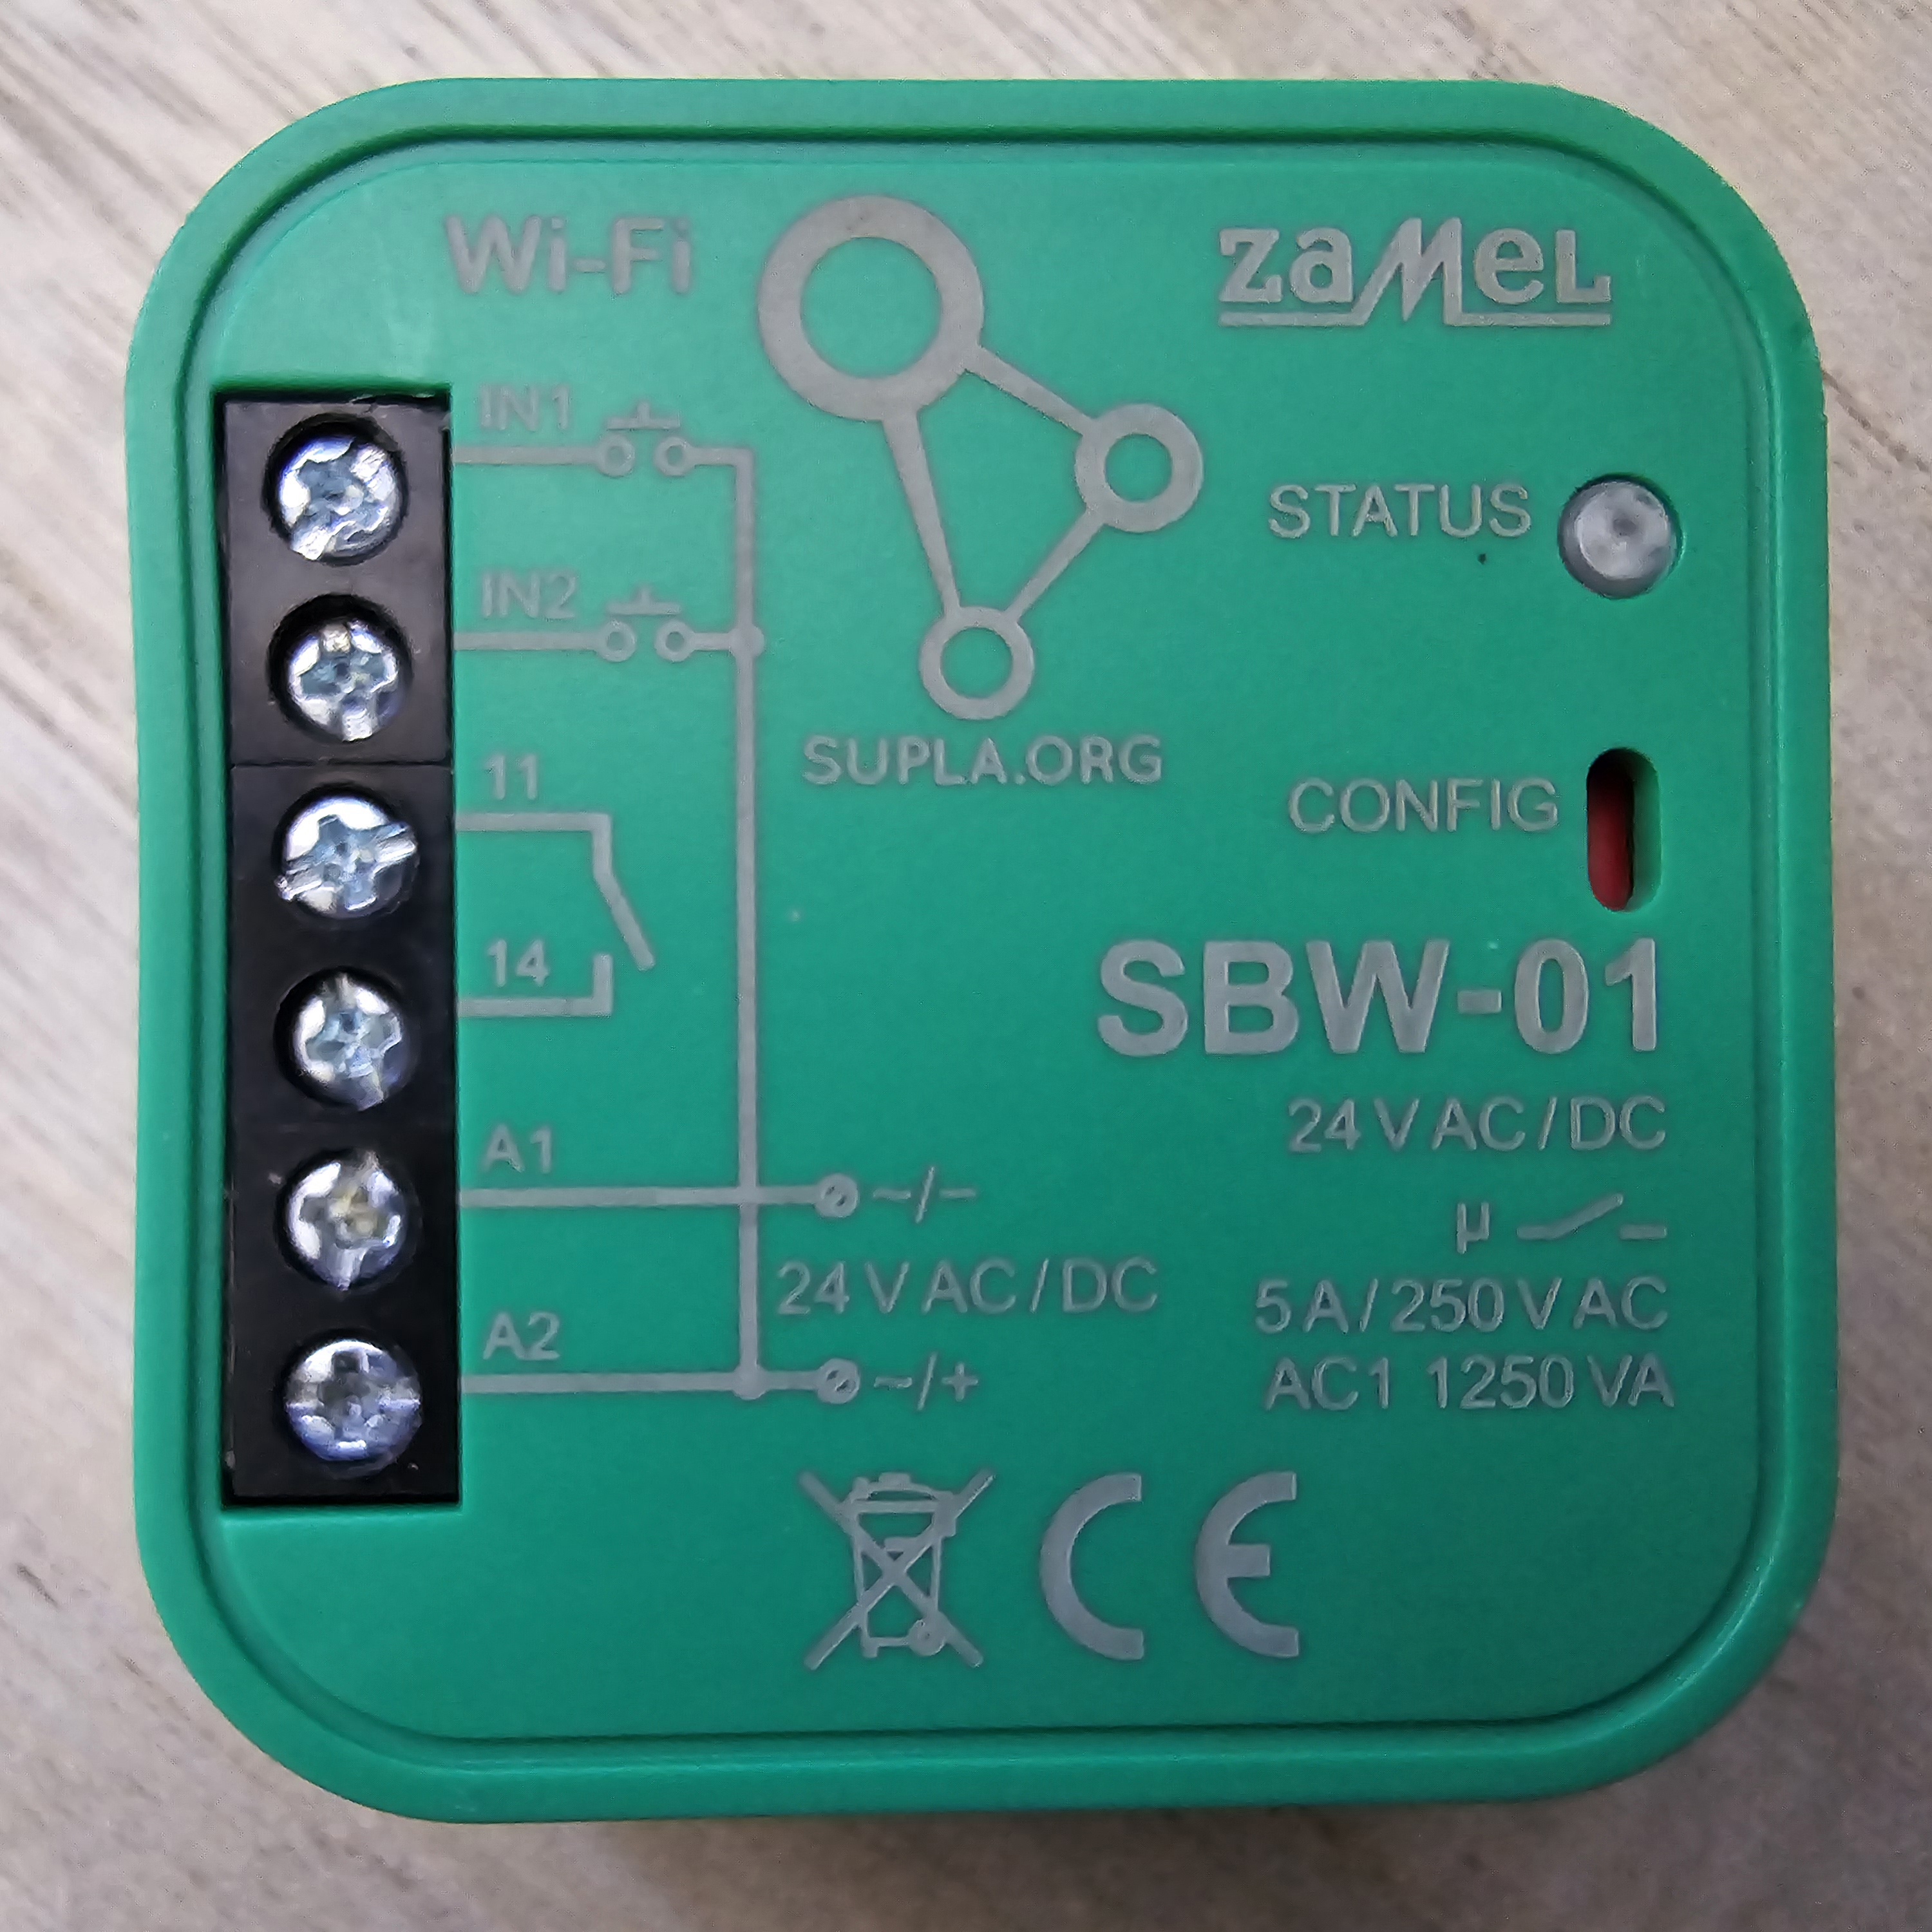 Wi-Fi
zaMeL
IN1
STATUS
IN2
SUPLA.ORG
11
CONFIG
14
SBW-01
24 V AC/DC
A1
~/−
µ
24 V AC/DC
5 A/250 V AC
A2
~/+
AC1 1250 VA
CE